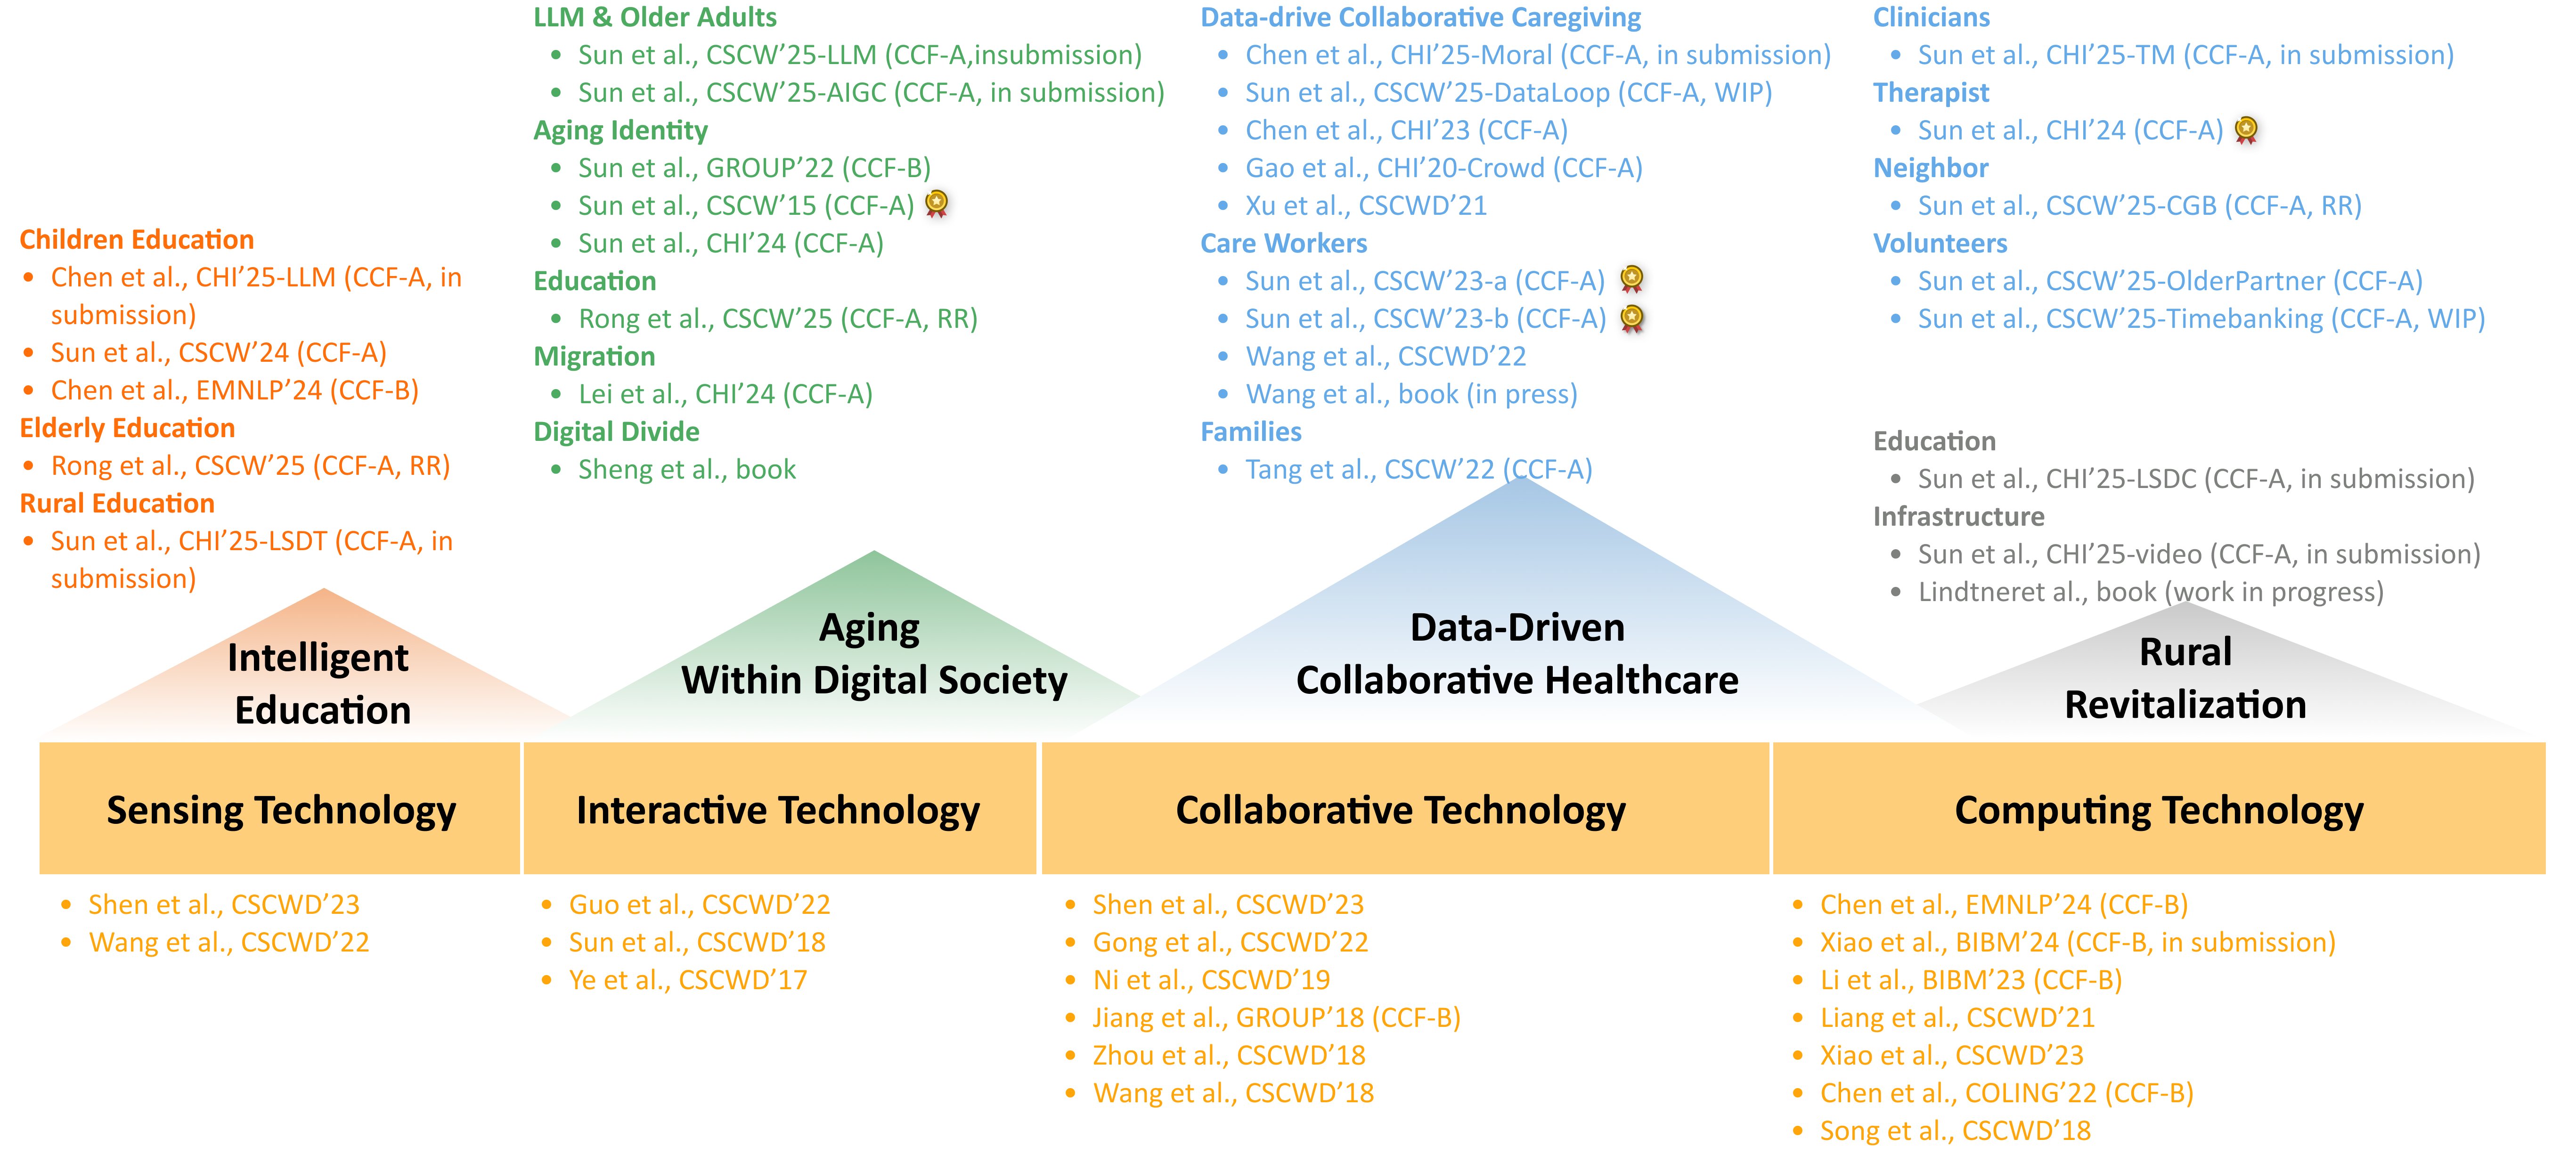 Children Education
Chen et al., CHI’25-LLM (CCF-A, in
submission)
Sun et al., CSCW’24 (CCF-A)
Chen et al., EMNLP’24 (CCF-B)
Elderly Education
Rong et al., CSCW’25 (CCF-A, RR)
Rural Education
Sun et al., CHI’25-LSDT (CCF-A, in
submission)
LLM & Older Adults
Sun et al., CSCW’25-LLM (CCF-A,insubmission)
Sun et al., CSCW’25-AIGC (CCF-A, in submission)
Aging Identity
Sun et al., GROUP’22 (CCF-B)
Sun et al., CSCW’15 (CCF-A)
Sun et al., CHI’24 (CCF-A)
Education
Rong et al., CSCW’25 (CCF-A, RR)
Migration
Lei et al., CHI’24 (CCF-A)
Digital Divide
Sheng et al., book
Data-drive Collaborative Caregiving
Chen et al., CHI’25-Moral (CCF-A, in submission)
Sun et al., CSCW’25-DataLoop (CCF-A, WIP)
Chen et al., CHI’23 (CCF-A)
Gao et al., CHI’20-Crowd (CCF-A)
Xu et al., CSCWD’21
Care Workers
Sun et al., CSCW’23-a (CCF-A)
Sun et al., CSCW’23-b (CCF-A)
Wang et al., CSCWD’22
Wang et al., book (in press)
Families
Tang et al., CSCW’22 (CCF-A)
Clinicians
Sun et al., CHI’25-TM (CCF-A, in submission)
Therapist
Sun et al., CHI’24 (CCF-A)
Neighbor
Sun et al., CSCW’25-CGB (CCF-A, RR)
Volunteers
Sun et al., CSCW’25-OlderPartner (CCF-A)
Sun et al., CSCW’25-Timebanking (CCF-A, WIP)
Education
Sun et al., CHI’25-LSDC (CCF-A, in submission)
Infrastructure
Sun et al., CHI’25-video (CCF-A, in submission)
Lindtneret al., book (work in progress)
Intelligent
Education
Aging
Within Digital Society
Data-Driven
Collaborative Healthcare
Rural
Revitalization
Sensing Technology
Interactive Technology
Collaborative Technology
Computing Technology
Shen et al., CSCWD’23
Wang et al., CSCWD’22
Guo et al., CSCWD’22
Sun et al., CSCWD’18
Ye et al., CSCWD’17
Shen et al., CSCWD’23
Gong et al., CSCWD’22
Ni et al., CSCWD’19
Jiang et al., GROUP’18 (CCF-B)
Zhou et al., CSCWD’18
Wang et al., CSCWD’18
Chen et al., EMNLP’24 (CCF-B)
Xiao et al., BIBM’24 (CCF-B, in submission)
Li et al., BIBM’23 (CCF-B)
Liang et al., CSCWD’21
Xiao et al., CSCWD’23
Chen et al., COLING’22 (CCF-B)
Song et al., CSCWD’18